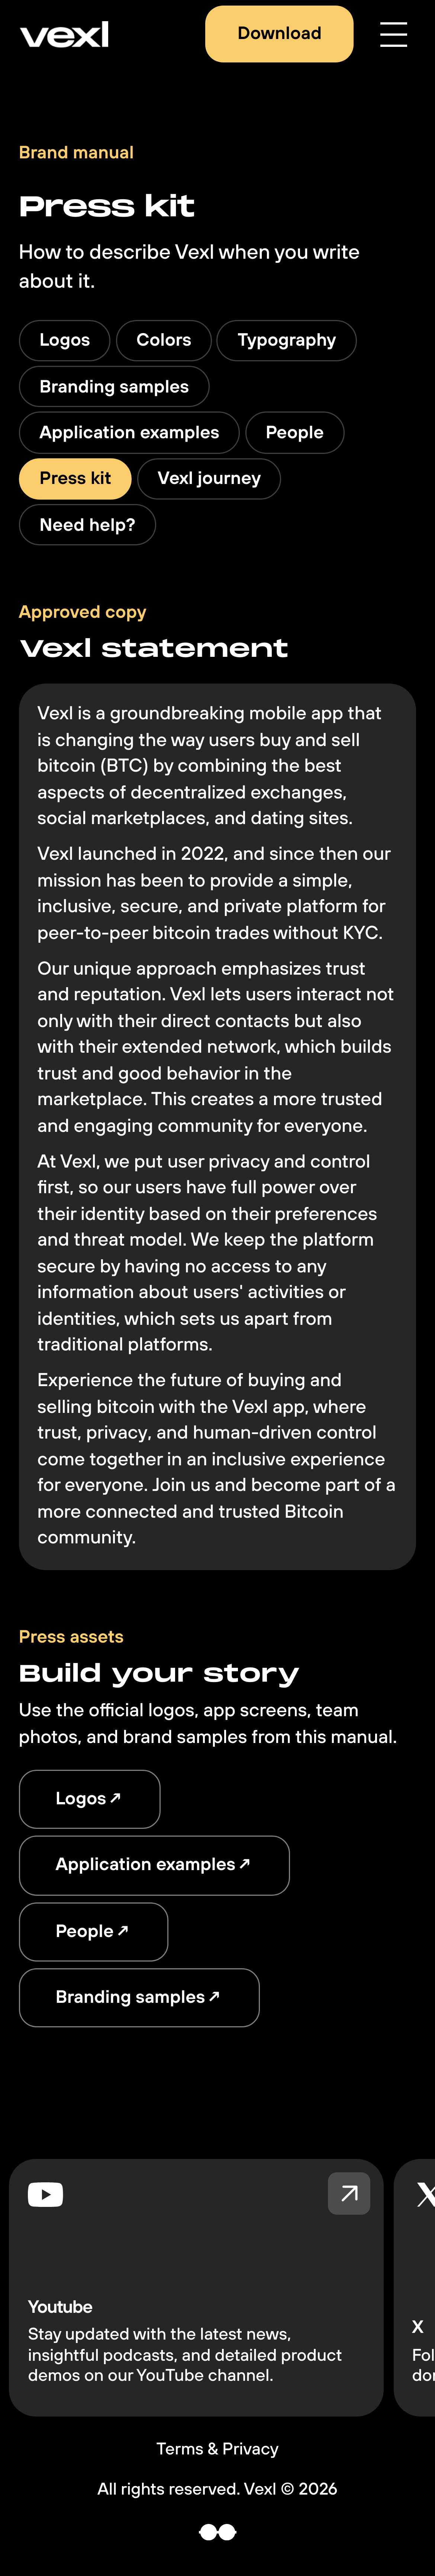 vexl
Download
Brand manual
Press kit
How to describe Vexl when you write
about it.
Logos
Colors
Typography
Branding samples
Application examples
People
Press kit
Vexl journey
Need help?
Approved copy
Vexl statement
Vexl is a groundbreaking mobile app that
is changing the way users buy and sell
bitcoin (BTC) by combining the best
aspects of decentralized exchanges,
social marketplaces, and dating sites.
Vexl launched in 2022, and since then our
mission has been to provide a simple,
inclusive, secure, and private platform for
peer-to-peer bitcoin trades without KYC.
Our unique approach emphasizes trust
and reputation. Vexl lets users interact not
only with their direct contacts but also
with their extended network, which builds
trust and good behavior in the
marketplace. This creates a more trusted
and engaging community for everyone.
At Vexl, we put user privacy and control
first, so our users have full power over
their identity based on their preferences
and threat model. We keep the platform
secure by having no access to any
information about users' activities or
identities, which sets us apart from
traditional platforms.
Experience the future of buying and
selling bitcoin with the Vexl app, where
trust, privacy, and human-driven control
come together in an inclusive experience
for everyone. Join us and become part of a
more connected and trusted Bitcoin
community.
Press assets
Build your story
Use the official logos, app screens, team
photos, and brand samples from this manual.
Logos ↗
Application examples ↗
People ↗
Branding samples ↗
Youtube
Stay updated with the latest news,
insightful podcasts, and detailed product
demos on our YouTube channel.
X
Fol
dor
Terms & Privacy
All rights reserved. Vexl © 2026